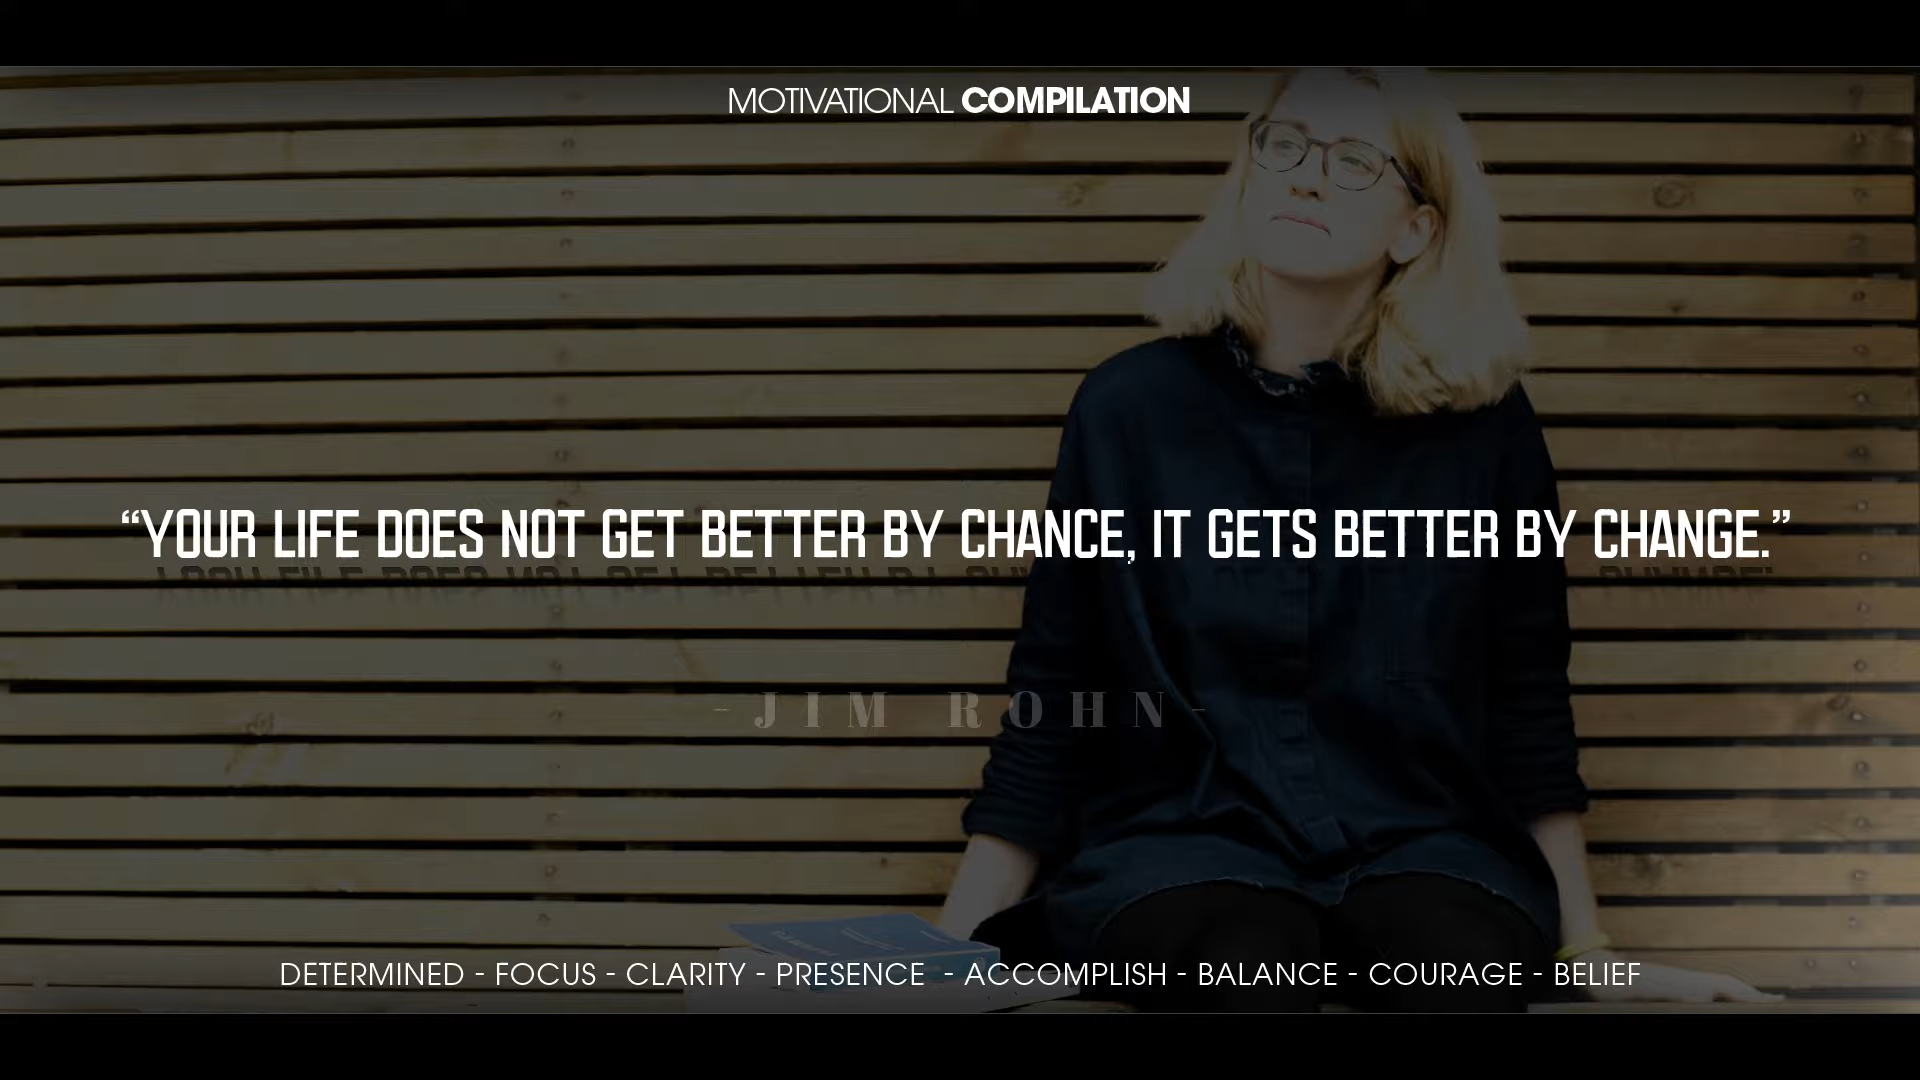 MOTIVATIONAL COMPILATION
“YOUR LIFE DOES NOT GET BETTER BY CHANCE, IT GETS BETTER BY CHANGE.”
- JIM ROHN -
DETERMINED - FOCUS - CLARITY - PRESENCE - ACCOMPLISH - BALANCE - COURAGE - BELIEF